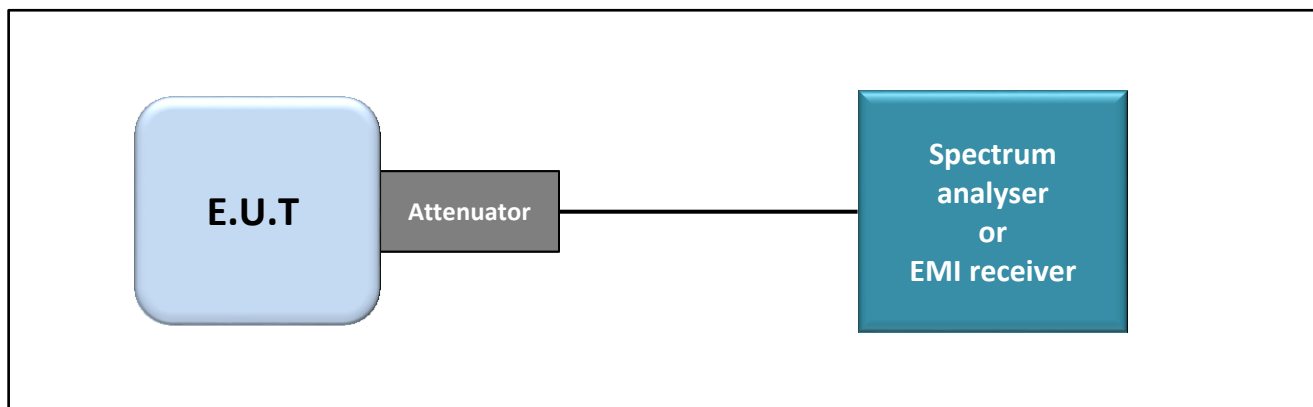 E.U.T
Attenuator
Spectrum
analyser
or
EMI receiver